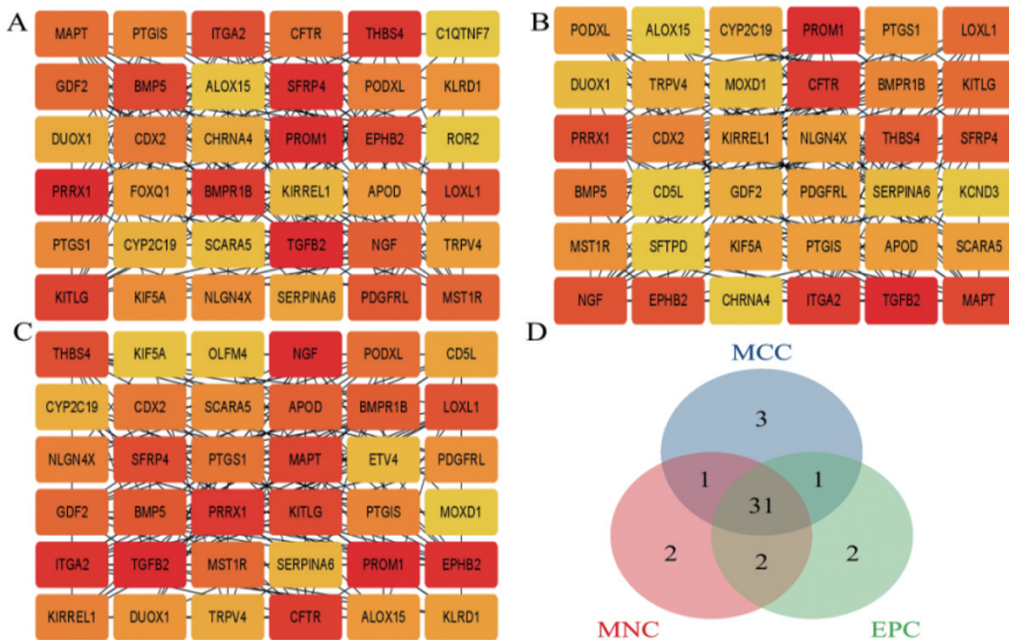 A
MAPT PTGIS ITGA2 CFTR THBS4 C1QTNF7
GDF2 BMP5 ALOX15 SFRP4 PODXL KLRD1
DUOX1 CDX2 CHRNA4 PROM1 EPHB2 ROR2
PRRX1 FOXQ1 BMPR1B KIRREL1 APOD LOXL1
PTGS1 CYP2C19 SCARA5 TGFB2 NGF TRPV4
KITLG KIF5A NLGN4X SERPINA6 PDGFRL MST1R
B
PODXL ALOX15 CYP2C19 PROM1 PTGS1 LOXL1
DUOX1 TRPV4 MOXD1 CFTR BMPR1B KITLG
PRRX1 CDX2 KIRREL1 NLGN4X THBS4 SFRP4
BMP5 CD5L GDF2 PDGFRL SERPINA6 KCND3
MST1R SFTPD KIF5A PTGIS APOD SCARA5
NGF EPHB2 CHRNA4 ITGA2 TGFB2 MAPT
C
THBS4 KIF5A OLFM4 NGF PODXL CD5L
CYP2C19 CDX2 SCARA5 APOD BMPR1B LOXL1
NLGN4X SFRP4 PTGS1 MAPT ETV4 PDGFRL
GDF2 BMP5 PRRX1 KITLG PTGIS MOXD1
ITGA2 TGFB2 MST1R SERPINA6 PROM1 EPHB2
KIRREL1 DUOX1 TRPV4 CFTR ALOX15 KLRD1
D
MCC
3
1 1
31
2 2 2
MNC EPC